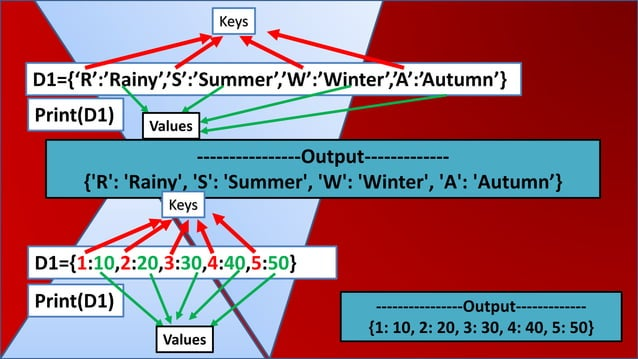 Keys
D1={‘R’:’Rainy’,’S’:’Summer’,’W’:’Winter’,’A’:’Autumn’}
Print(D1)
Values
----------------Output-------------
{'R': 'Rainy', 'S': 'Summer', 'W': 'Winter', 'A': 'Autumn’}
Keys
D1={1:10,2:20,3:30,4:40,5:50}
Print(D1)
Values
-----------------Output-------------
{1: 10, 2: 20, 3: 30, 4: 40, 5: 50}